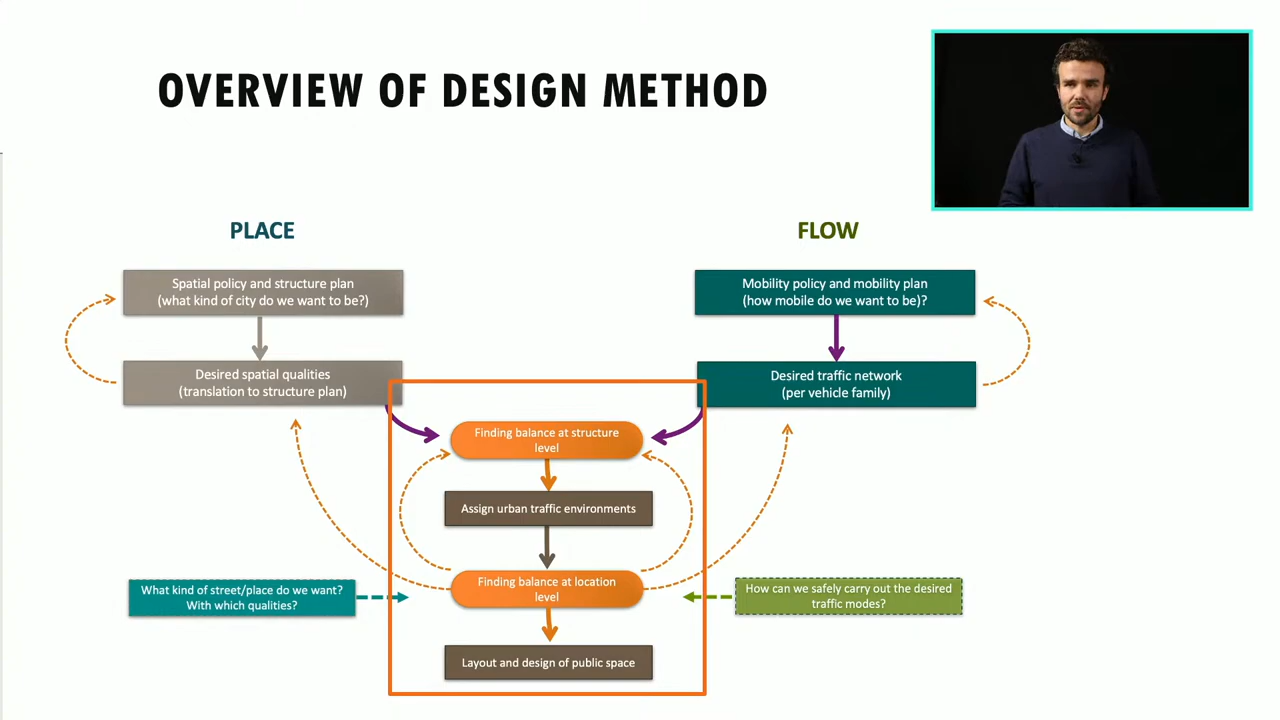 OVERVIEW OF DESIGN METHOD
PLACE
FLOW
Spatial policy and structure plan
(what kind of city do we want to be?)
Mobility policy and mobility plan
(how mobile do we want to be)?
Desired spatial qualities
(translation to structure plan)
Desired traffic network
(per vehicle family)
Finding balance at structure
level
Assign urban traffic environments
Finding balance at location
level
What kind of street/place do we want?
With which qualities?
How can we safely carry out the desired
traffic modes?
Layout and design of public space